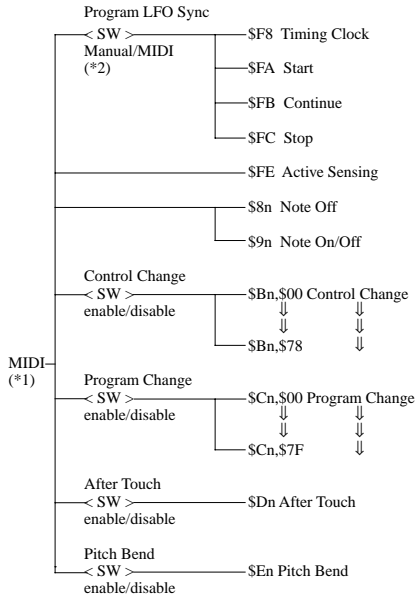 Program LFO Sync
< SW > $F8 Timing Clock
Manual/MIDI
(*2)
$FA Start
$FB Continue
$FC Stop
$FE Active Sensing
$8n Note Off
$9n Note On/Off
Control Change
< SW > $Bn,$00 Control Change
enable/disable
⇓ ⇓
⇓ ⇓
$Bn,$78 ⇓
MIDI
(*1)
Program Change
< SW > $Cn,$00 Program Change
enable/disable
⇓ ⇓
⇓ ⇓
$Cn,$7F ⇓
After Touch
< SW > $Dn After Touch
enable/disable
Pitch Bend
< SW > $En Pitch Bend
enable/disable